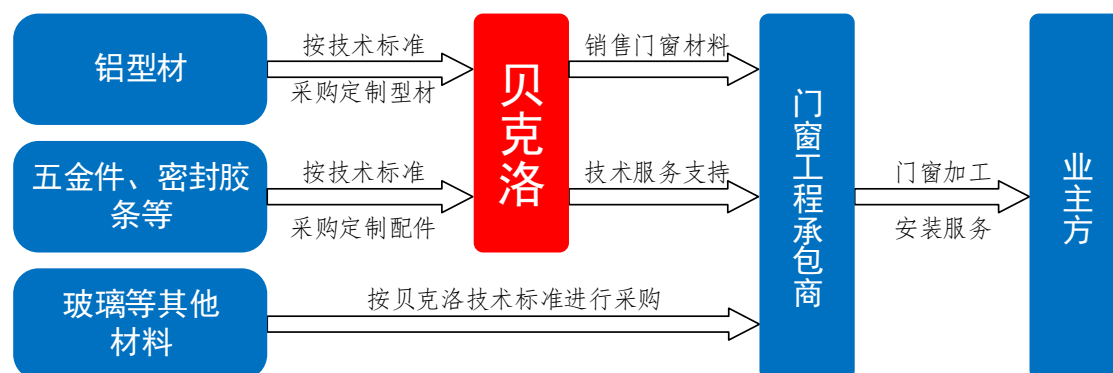 铝型材
按技术标准
采购定制型材
五金件、密封胶
条等
按技术标准
采购定制配件
玻璃等其他
材料
按贝克洛技术标准进行采购
贝克洛
销售门窗材料
技术服务支持
门窗工程承包商
门窗加工
安装服务
业主方